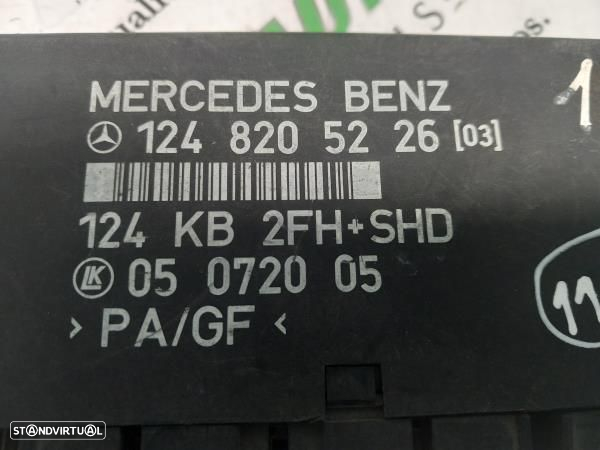 MERCEDES BENZ
124 820 52 26 [03]
124 KB 2FH+SHD
LK 05 0720 05
> PA/GF <
1
11
STANDVIRTUAL